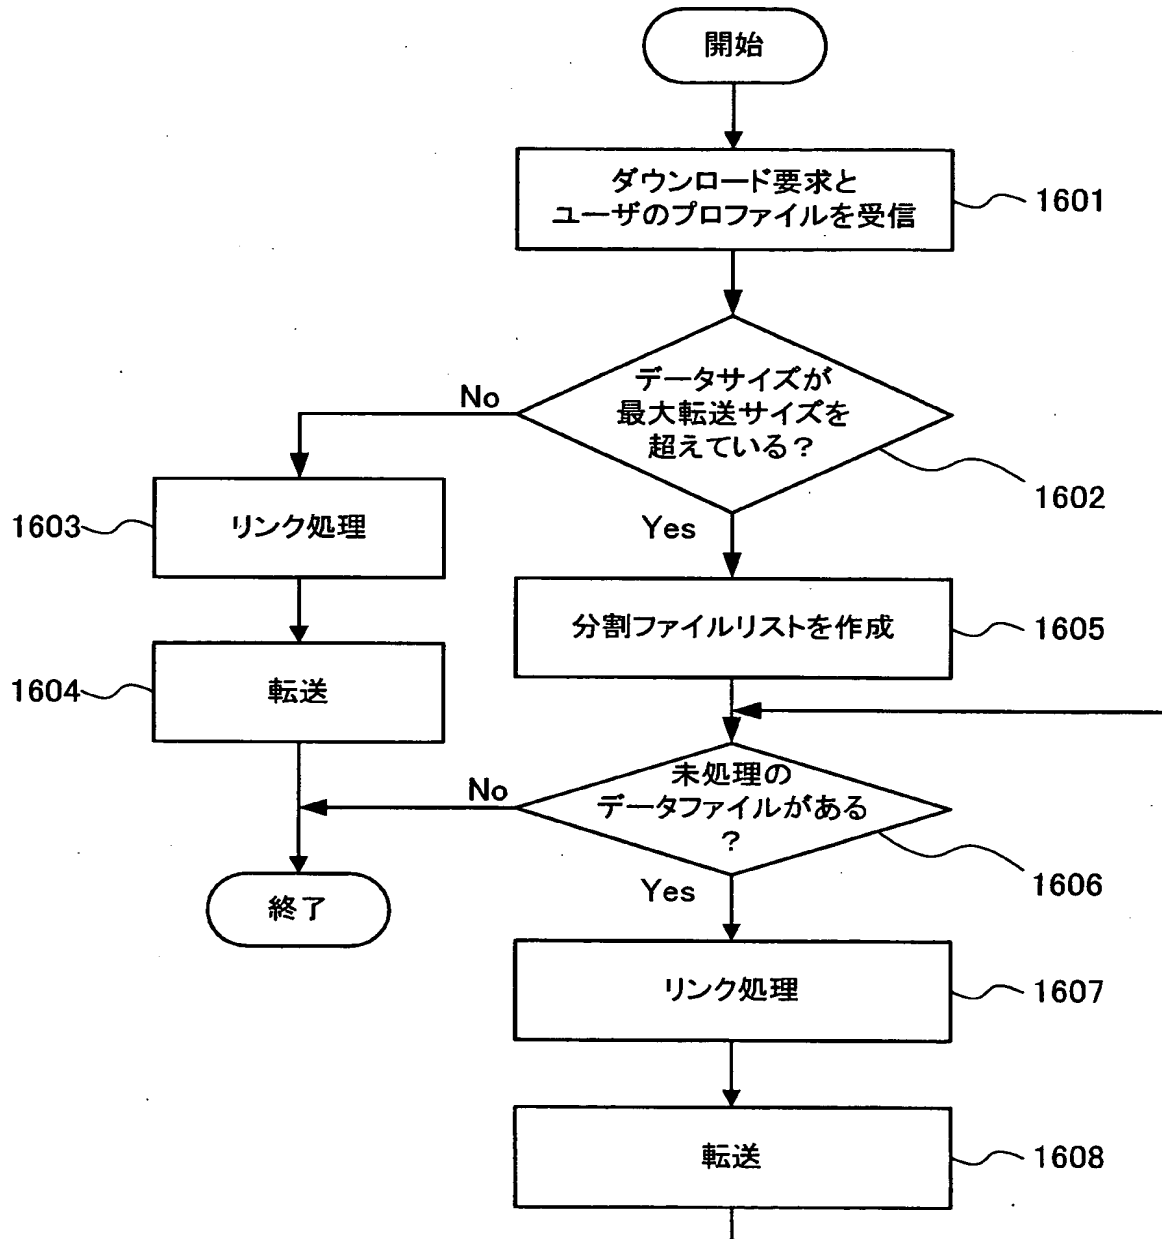 開始
ダウンロード要求と
ユーザのプロファイルを受信
1601
データサイズが
最大転送サイズを
超えている?
1602
No
Yes
1603
リンク処理
1604
転送
分割ファイルリストを作成
1605
未処理の
データファイルがある
?
1606
No
Yes
終了
リンク処理
1607
転送
1608